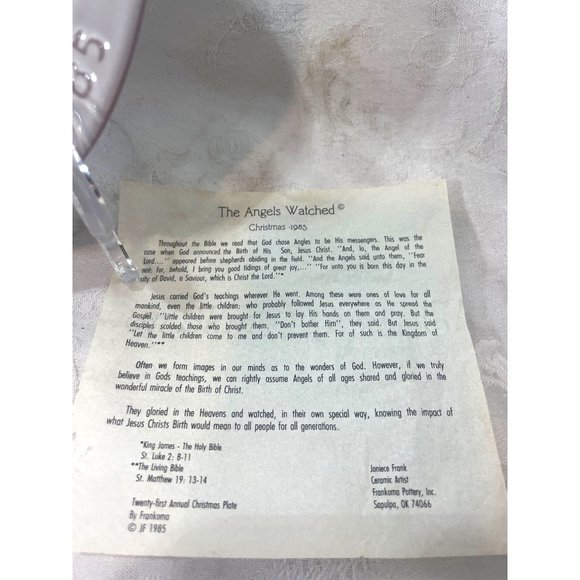 85
The Angels Watched ©
Christmas -1985
Throughout the Bible we read that God chose Angles to be His messengers. This was the
case when God announced the Birth of His Son, Jesus Christ. "And, lo, the Angel of the
Lord...." appeared before shepherds abiding in the field. "And the Angels said unto them, "Fear
not: for, behold, I bring you good tidings of great joy,...." "For unto you is born this day in the
city of David, a Saviour, which is Christ the Lord."*
Jesus carried God's teachings wherever He went. Among these were ones of love for all
mankind, even the little children: who probably followed Jesus everywhere as He spread the
Gospel. "Little children were brought for Jesus to lay His hands on them and pray. But the
disciples scolded those who brought them. "Don't bother Him", they said. But Jesus said
"Let the little children come to me and don't prevent them. For of such is the Kingdom of
Heaven."**
Often we form images in our minds as to the wonders of God. However, if we truly
believe in Gods teachings, we can rightly assume Angels of all ages shared and gloried in the
wonderful miracle of the Birth of Christ.
They gloried in the Heavens and watched, in their own special way, knowing the impact of
what Jesus Christs Birth would mean to all people for all generations.
*King James - The Holy Bible
St. Luke 2: 8-11
**The Living Bible
St. Matthew 19: 13-14
Twenty-first Annual Christmas Plate
By Frankoma
© JF 1985
Janiece Frank
Ceramic Artist
Frankoma Pottery, Inc.
Sapulpa, OK 74066